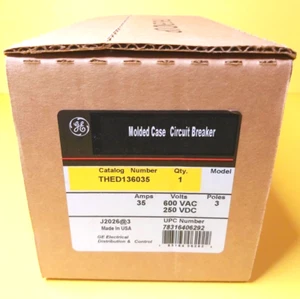 Molded Case Circuit Breaker
Catalog Number Qty. Model
THED136035 1
Amps Volts Poles
35 600 VAC 3
250 VDC
J2026@3 UPC Number
Made In USA 78316406292
GE Electrical
Distribution & Control